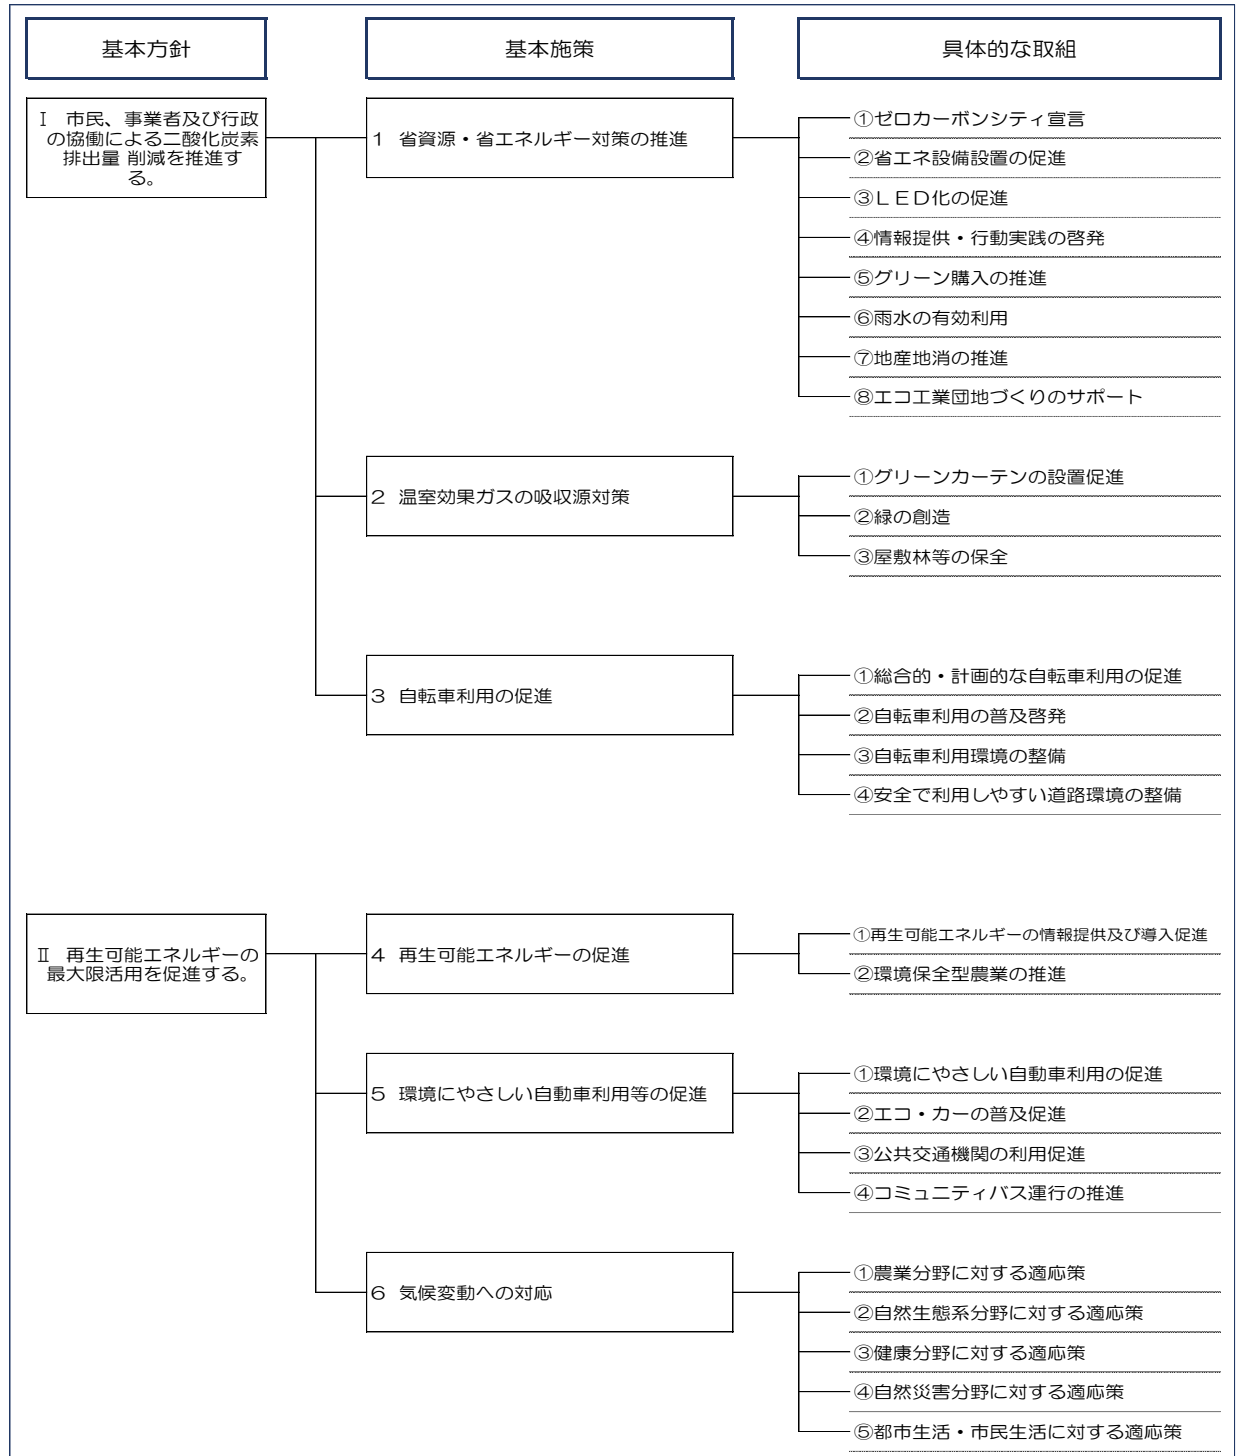 基本方針
基本施策
具体的な取組
Ⅰ　市民、事業者及び行政
の協働による二酸化炭素
排出量 削減を推進す
る。
１ 省資源・省エネルギー対策の推進
①ゼロカーボンシティ宣言
②省エネ設備設置の促進
③ＬＥＤ化の促進
④情報提供・行動実践の啓発
⑤グリーン購入の推進
⑥雨水の有効利用
⑦地産地消の推進
⑧エコ工業団地づくりのサポート
２ 温室効果ガスの吸収源対策
①グリーンカーテンの設置促進
②緑の創造
③屋敷林等の保全
３ 自転車利用の促進
①総合的・計画的な自転車利用の促進
②自転車利用の普及啓発
③自転車利用環境の整備
④安全で利用しやすい道路環境の整備
Ⅱ　再生可能エネルギーの
最大限活用を促進する。
４ 再生可能エネルギーの促進
①再生可能エネルギーの情報提供及び導入促進
②環境保全型農業の推進
５ 環境にやさしい自動車利用等の促進
①環境にやさしい自動車利用の促進
②エコ・カーの普及促進
③公共交通機関の利用促進
④コミュニティバス運行の推進
６ 気候変動への対応
①農業分野に対する適応策
②自然生態系分野に対する適応策
③健康分野に対する適応策
④自然災害分野に対する適応策
⑤都市生活・市民生活に対する適応策